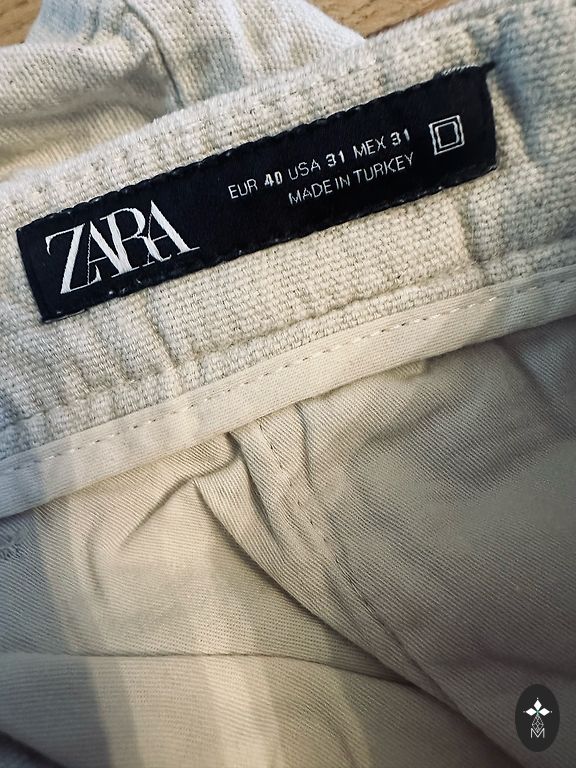 ZARA
EUR 40 USA 31 MEX 31
MADE IN TURKEY
M